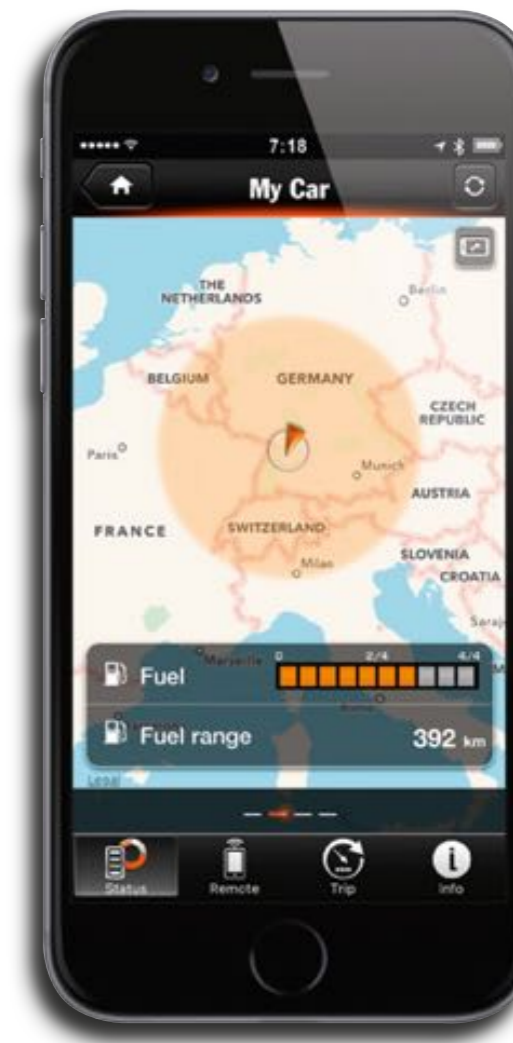 7:18
My Car
THE
NETHERLANDS
Berlin
BELGIUM
GERMANY
CZECH
REPUBLIC
Paris
Munich
AUSTRIA
FRANCE
SWITZERLAND
SLOVENIA
Milan
CROATIA
Saraj
Marseille
0 2/4 4/4
Fuel
M
Fuel range 392 km
Legal
Status Remote Trip Info